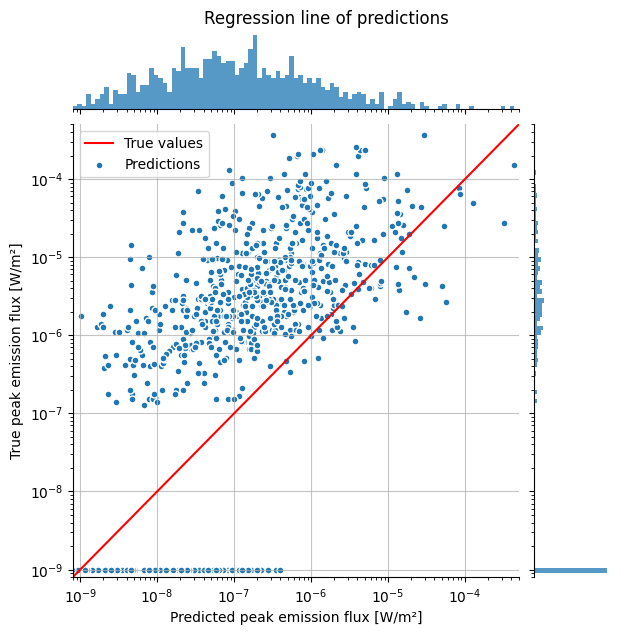 Regression line of predictions
True values
Predictions
10⁻⁴
10⁻⁵
10⁻⁶
10⁻⁷
10⁻⁸
10⁻⁹
True peak emission flux [W/m²]
10⁻⁹ 10⁻⁸ 10⁻⁷ 10⁻⁶ 10⁻⁵ 10⁻⁴
Predicted peak emission flux [W/m²]